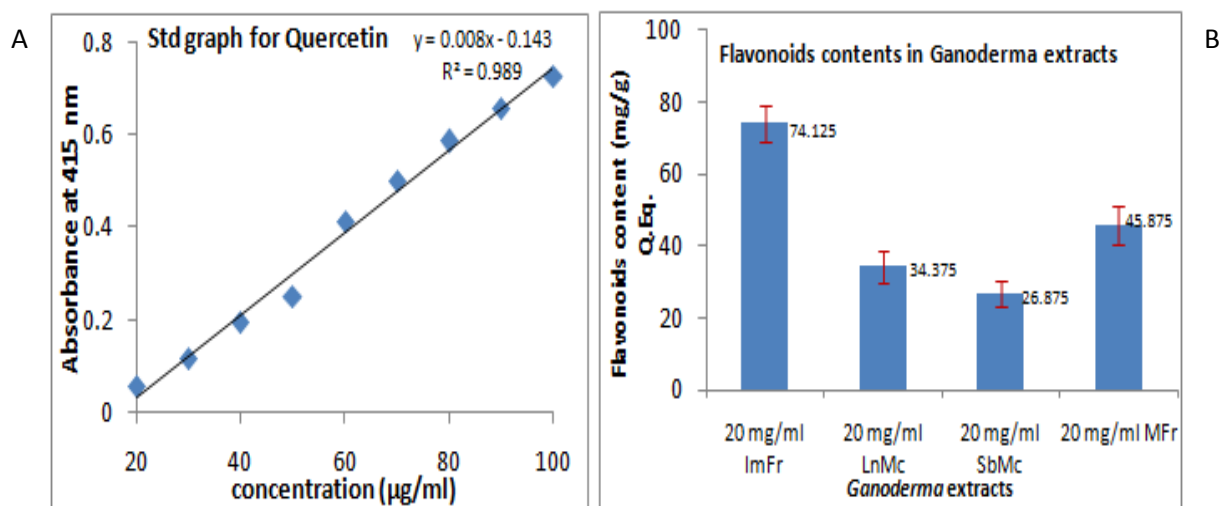 A
Std graph for Quercetin
y = 0.008x - 0.143
R² = 0.989
Absorbance at 415 nm
0.8
0.6
0.4
0.2
0
20 40 60 80 100
concentration (µg/ml)
B
Flavonoids contents in Ganoderma extracts
Flavonoids content (mg/g)
Q.Eq.
100
80
60
40
20
0
74.125
34.375
26.875
45.875
20 mg/ml ImFr
20 mg/ml LnMc
20 mg/ml SbMc
20 mg/ml MFr
Ganoderma extracts